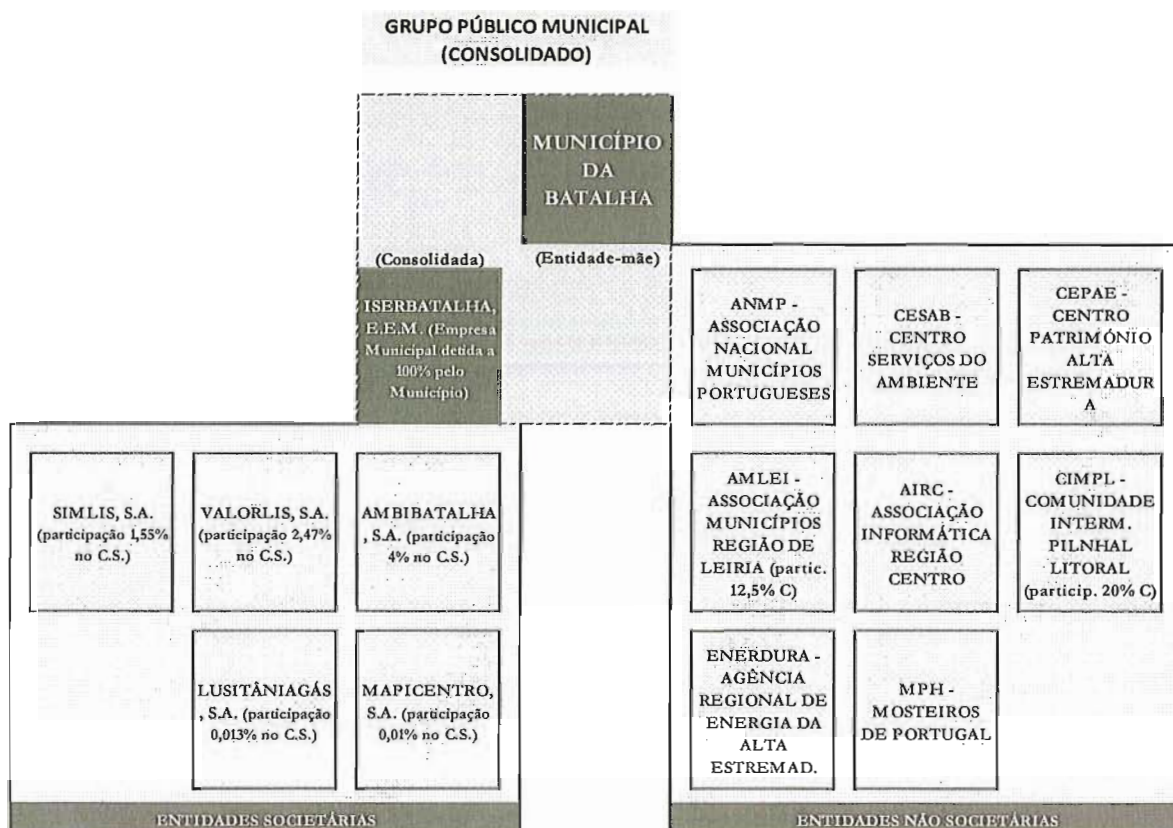 GRUPO PÚBLICO MUNICIPAL
(CONSOLIDADO)
MUNICÍPIO
DA
BATALHA
(Consolidada)
(Entidade-mãe)
ISERBATALHA,
E.E.M. (Empresa
Municipal detida a
100% pelo
Município)
SIMLIS, S.A.
(participação 1,55%
no C.S.)
VALORLIS, S.A.
(participação 2,47%
no C.S.)
AMBIBATALHA
, S.A. (participação
4% no C.S.)
LUSITÂNIAGÁS
, S.A. (participação
0,013% no C.S.)
MAPICENTRO,
S.A. (participação
0,01% no C.S.)
ENTIDADES SOCIETÁRIAS
ANMP -
ASSOCIAÇÃO
NACIONAL
MUNICÍPIOS
PORTUGUESES
CESAB -
CENTRO
SERVIÇOS DO
AMBIENTE
CEPAE -
CENTRO
PATRIMÓNIO
ALTA
ESTREMADUR
A
AMLEI -
ASSOCIAÇÃO
MUNICÍPIOS
REGIÃO DE
LEIRIA (partic.
12,5% C)
AIRC -
ASSOCIAÇÃO
INFORMÁTICA
REGIÃO
CENTRO
CIMPL -
COMUNIDADE
INTERM.
PILNHAL
LITORAL
(particip. 20% C)
ENERDURA -
AGÊNCIA
REGIONAL DE
ENERGIA DA
ALTA
ESTREMAD.
MPH -
MOSTEIROS
DE PORTUGAL
ENTIDADES NÃO SOCIETÁRIAS